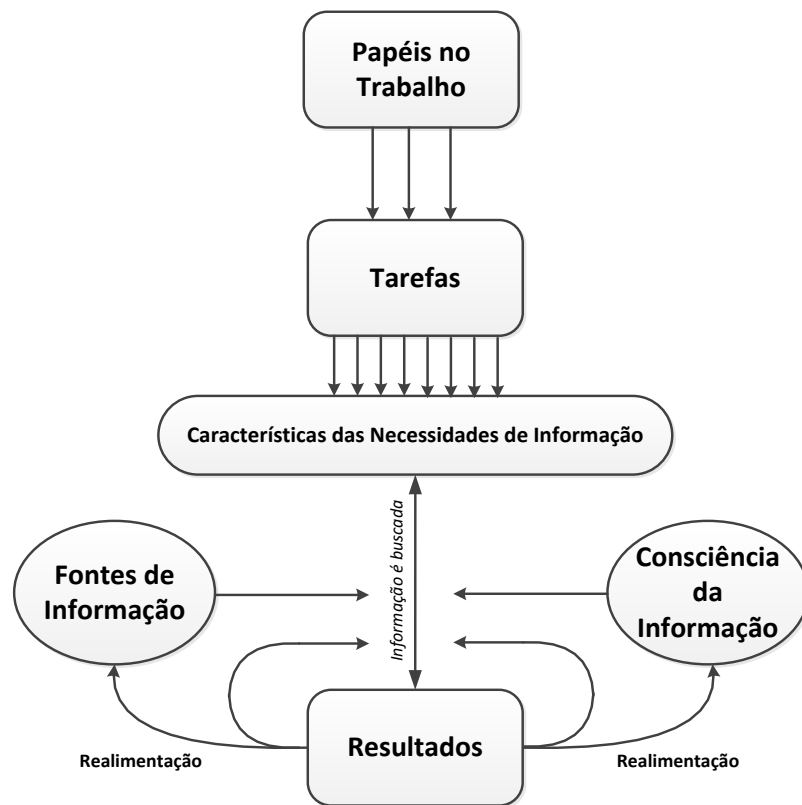 Papéis no
Trabalho
Tarefas
Características das Necessidades de Informação
Informação é buscada
Fontes de
Informação
Consciência
da
Informação
Resultados
Realimentação
Realimentação